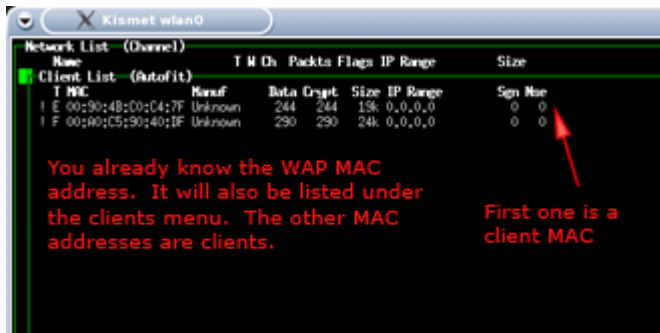 Kismet wlan0
Network List (Channel)
Name T W Ch Packts Flags IP Range Size
Client List (Autofit)
T MAC Manuf Data Crypt Size IP Range Sgn Nse
! E 00:90:4B:C0:C4:7F Unknown 244 244 19k 0.0.0.0 0 0
! F 00:A0:C5:90:40:DF Unknown 290 290 24k 0.0.0.0 0 0
You already know the WAP MAC
address. It will also be listed under
the clients menu. The other MAC
addresses are clients.
First one is a
client MAC